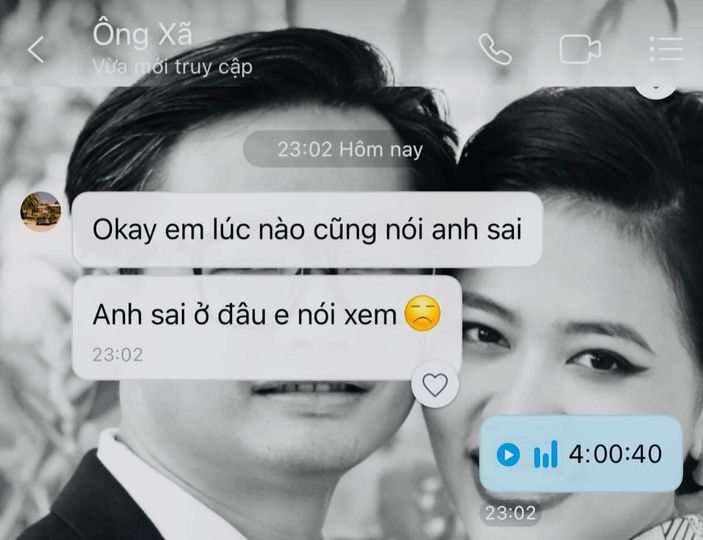 Ông Xã
Vừa mới truy cập
23:02 Hôm nay
Okay em lúc nào cũng nói anh sai
Anh sai ở đâu e nói xem
23:02
4:00:40
23:02